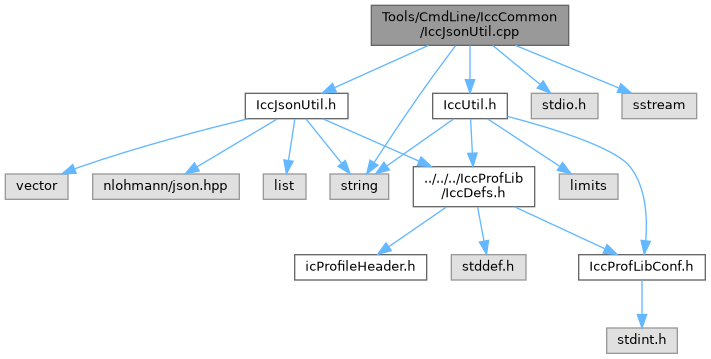 Tools/CmdLine/IccCommon
/IccJsonUtil.cpp
IccJsonUtil.h
IccUtil.h
stdio.h
sstream
vector
nlohmann/json.hpp
list
string
../../../IccProfLib
/IccDefs.h
limits
icProfileHeader.h
stddef.h
IccProfLibConf.h
stdint.h